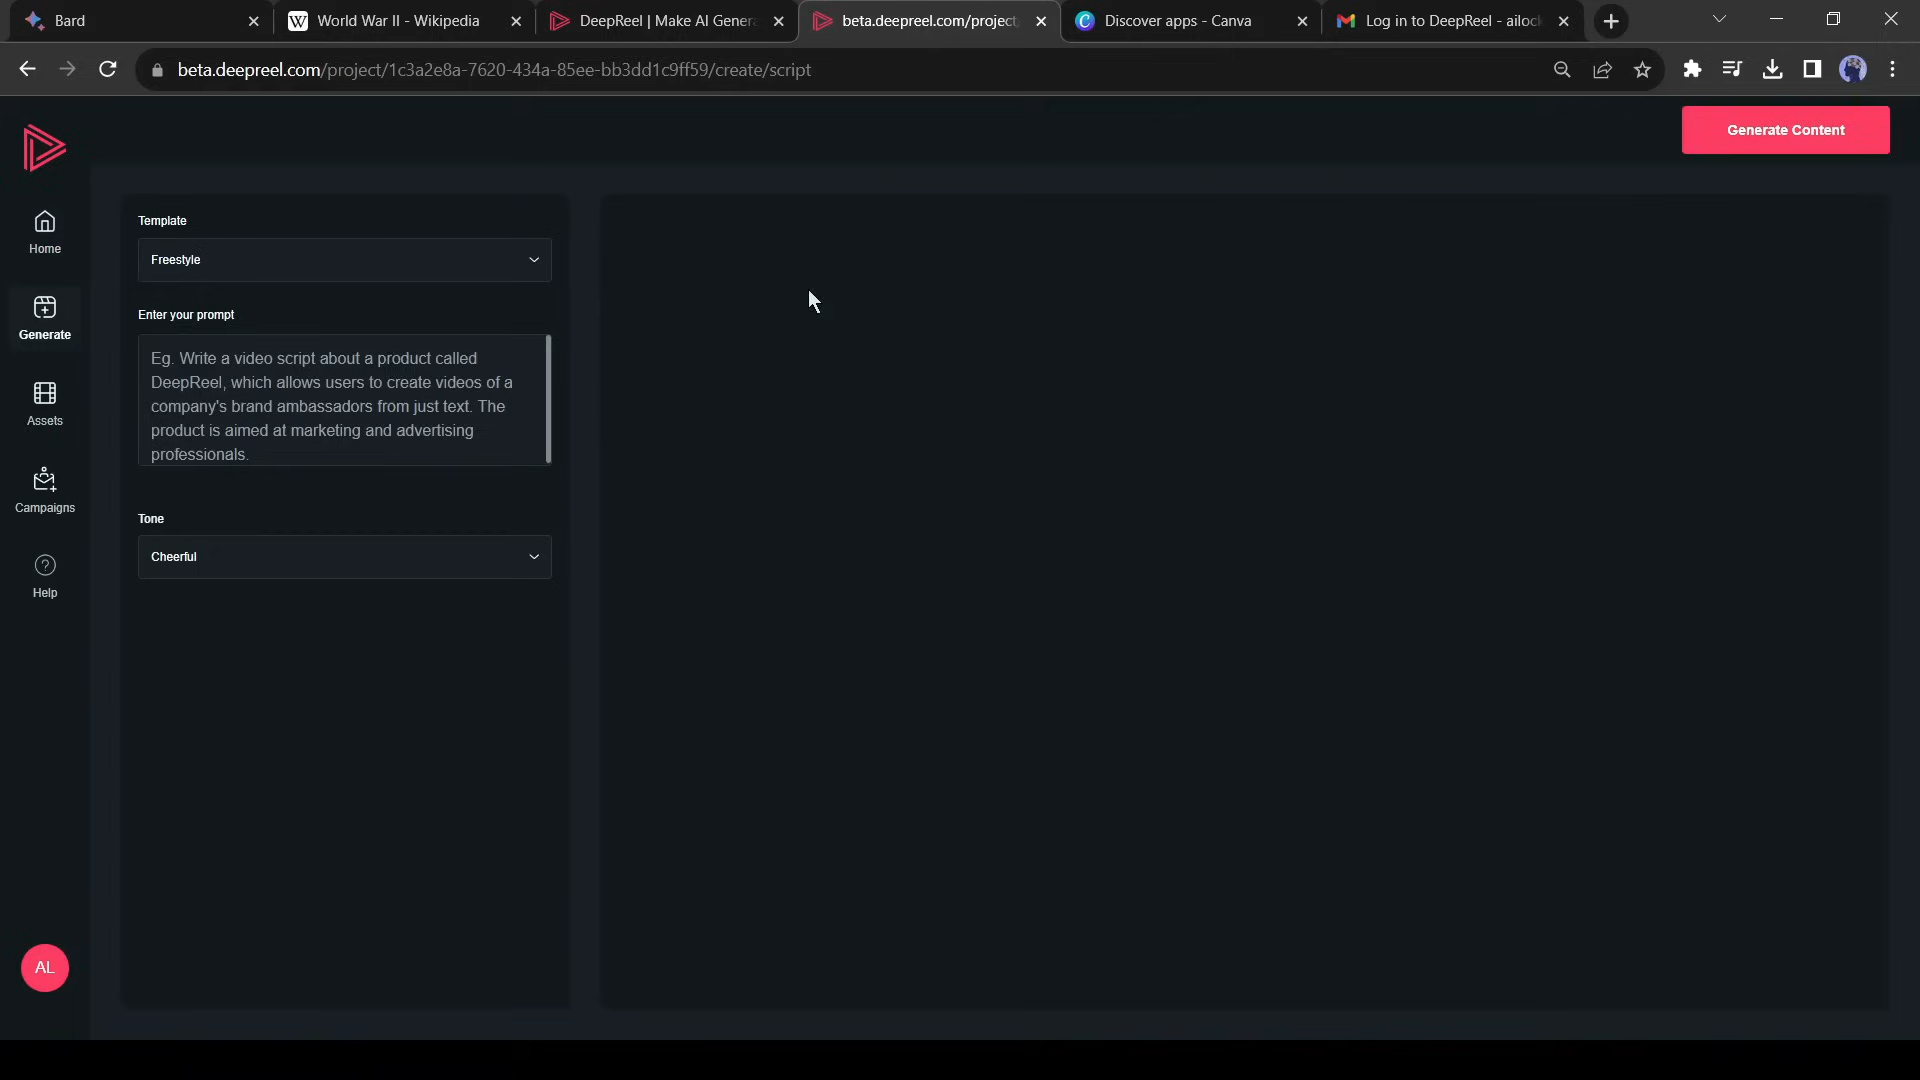 Bard
World War II - Wikipedia
DeepReel | Make AI Genera
beta.deepreel.com/project
Discover apps - Canva
Log in to DeepReel - ailoc
beta.deepreel.com/project/1c3a2e8a-7620-434a-85ee-bb3dd1c9ff59/create/script
Generate Content
Home
Generate
Assets
Campaigns
Help
AL
Template
Freestyle
Enter your prompt
Eg. Write a video script about a product called
DeepReel, which allows users to create videos of a
company's brand ambassadors from just text. The
product is aimed at marketing and advertising
professionals.
Tone
Cheerful